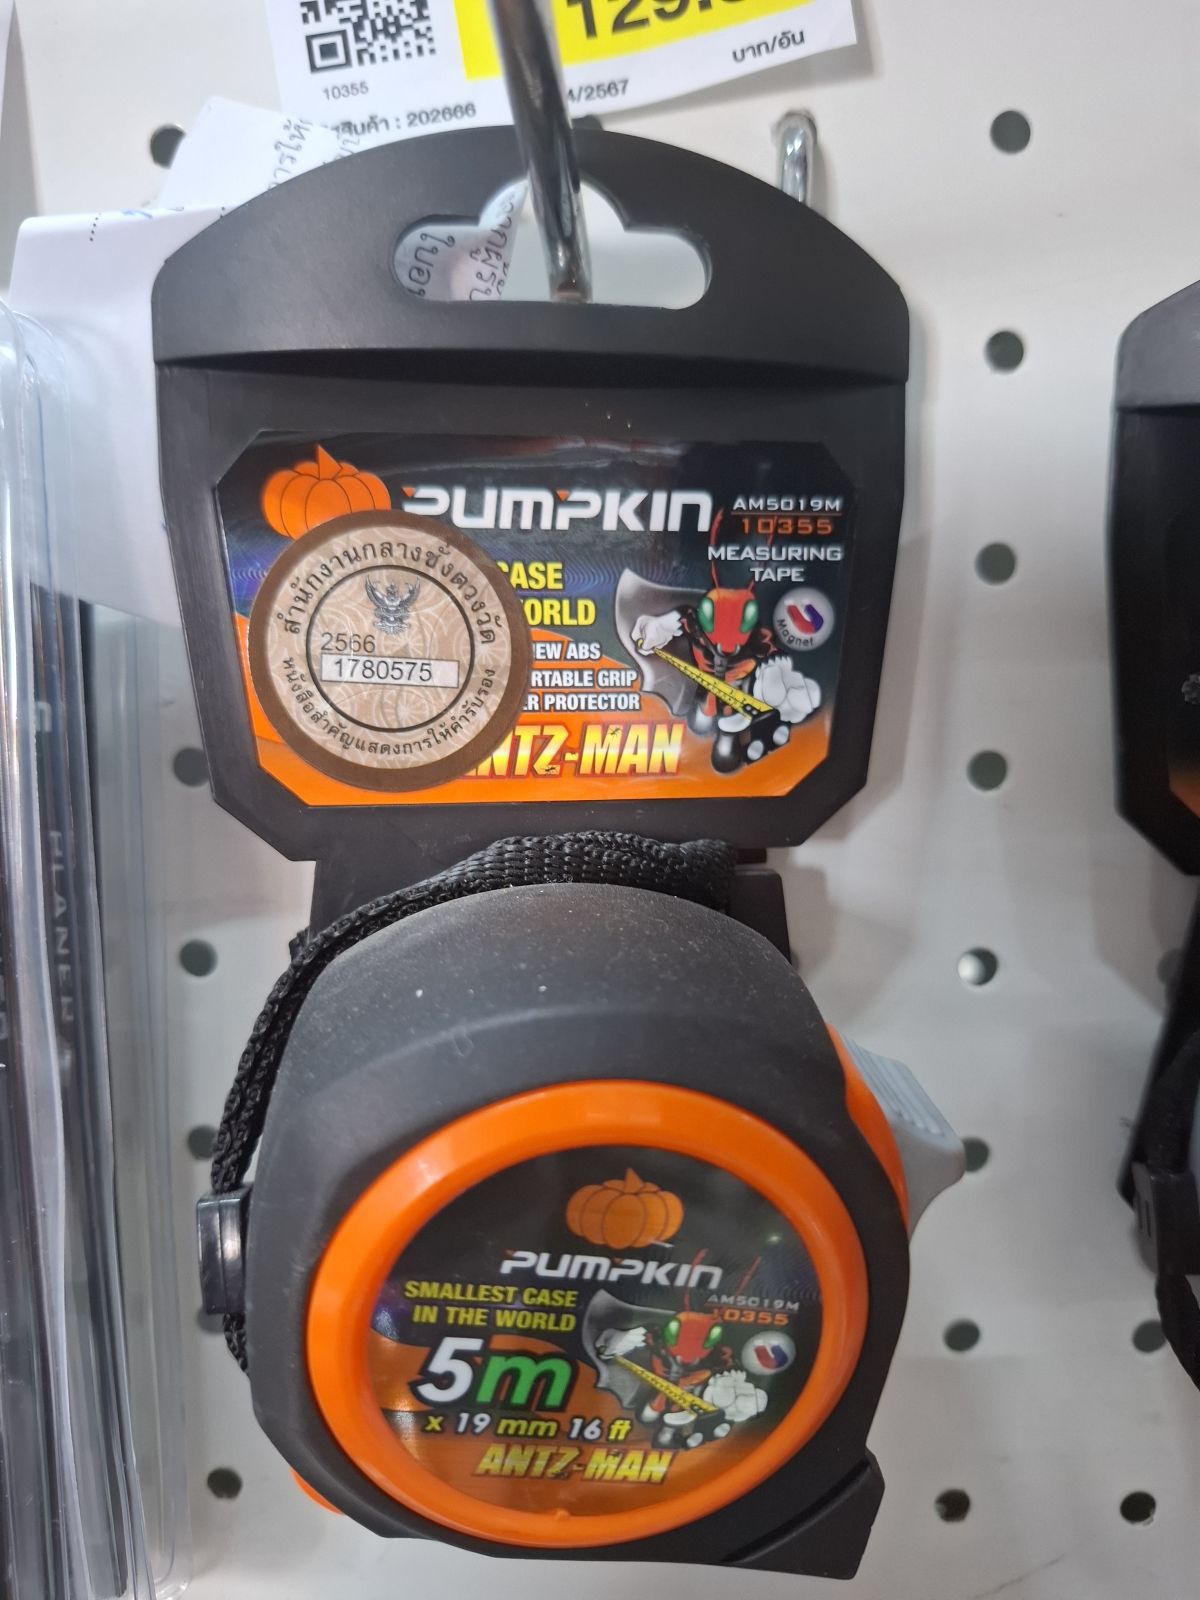 บาท/อัน
10355
/2567
สินค้า : 202666
PUMPKIN
AM5019M
10355
MEASURING
TAPE
Magnet
CASE
WORLD
NEW ABS
RTABLE GRIP
ER PROTECTOR
ANTZ-MAN
สำนักงานกลางชั่งตวงวัด
2566
1780575
หนังสือสำคัญแสดงการให้คำรับรอง
PUMPKIN
AM5019M
10355
SMALLEST CASE
IN THE WORLD
5m
x 19 mm 16 ft
ANTZ-MAN